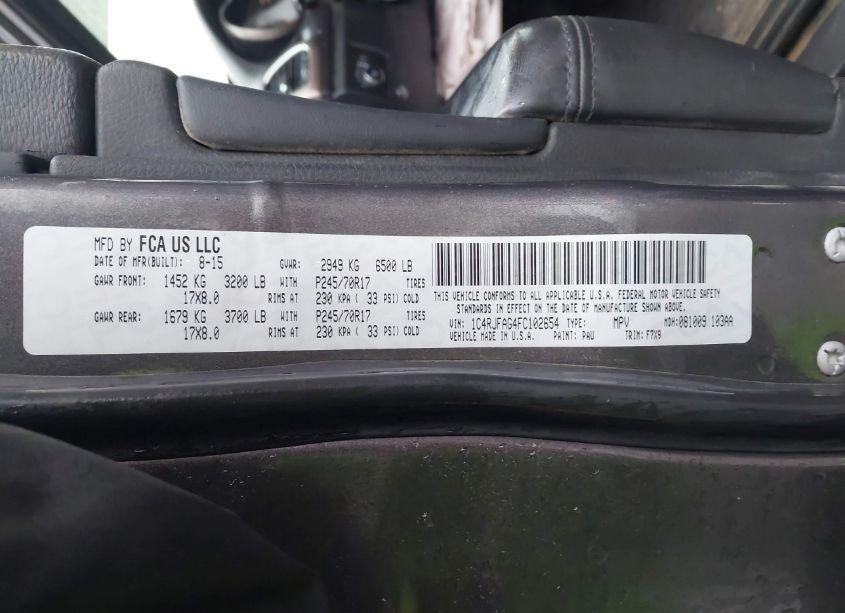 MFD BY FCA US LLC
DATE OF MFR(BUILT): 8-15 GVWR: 2949 KG 6500 LB
GAWR FRONT: 1452 KG 3200 LB WITH P245/70R17 TIRES
17X8.0 RIMS AT 230 KPA ( 33 PSI) COLD
GAWR REAR: 1679 KG 3700 LB WITH P245/70R17 TIRES
17X8.0 RIMS AT 230 KPA ( 33 PSI) COLD
THIS VEHICLE CONFORMS TO ALL APPLICABLE U.S.A. FEDERAL MOTOR VEHICLE SAFETY
STANDARDS IN EFFECT ON THE DATE OF MANUFACTURE SHOWN ABOVE.
VIN: 1C4RJFAG4FC102654 TYPE: MPV MDH: 081009 103AA
VEHICLE MADE IN U.S.A. PAINT: PAU TRIM: F7X9